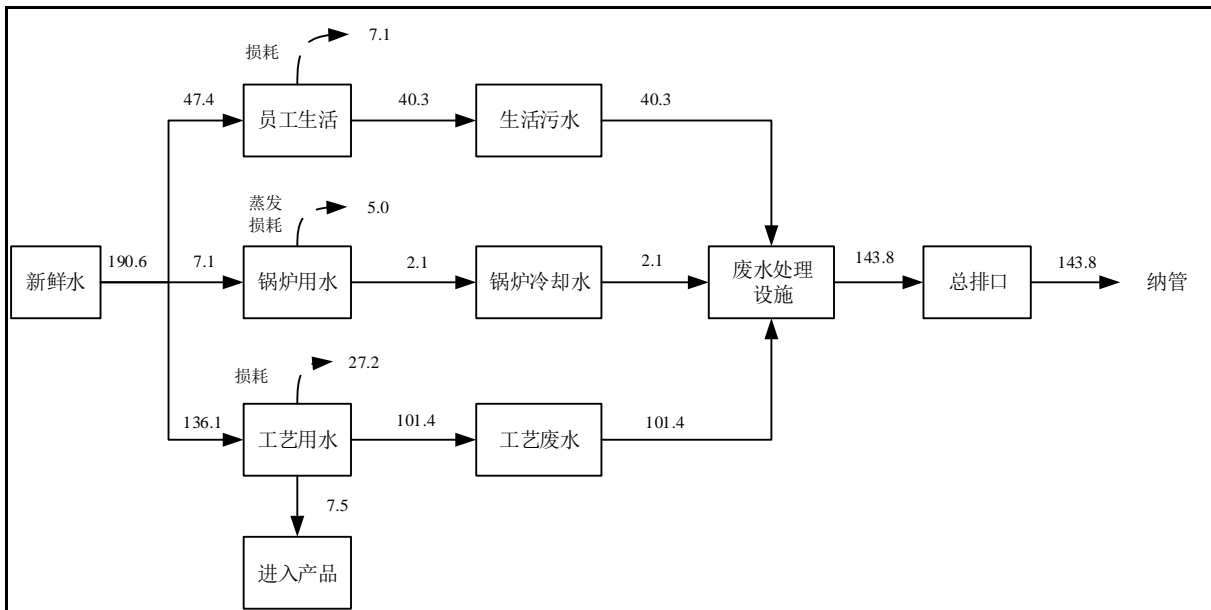 损耗
7.1
47.4
员工生活
40.3
生活污水
40.3
蒸发
损耗
5.0
新鲜水
190.6
7.1
锅炉用水
2.1
锅炉冷却水
2.1
废水处理
设施
143.8
总排口
143.8
纳管
损耗
27.2
136.1
工艺用水
101.4
工艺废水
101.4
7.5
进入产品